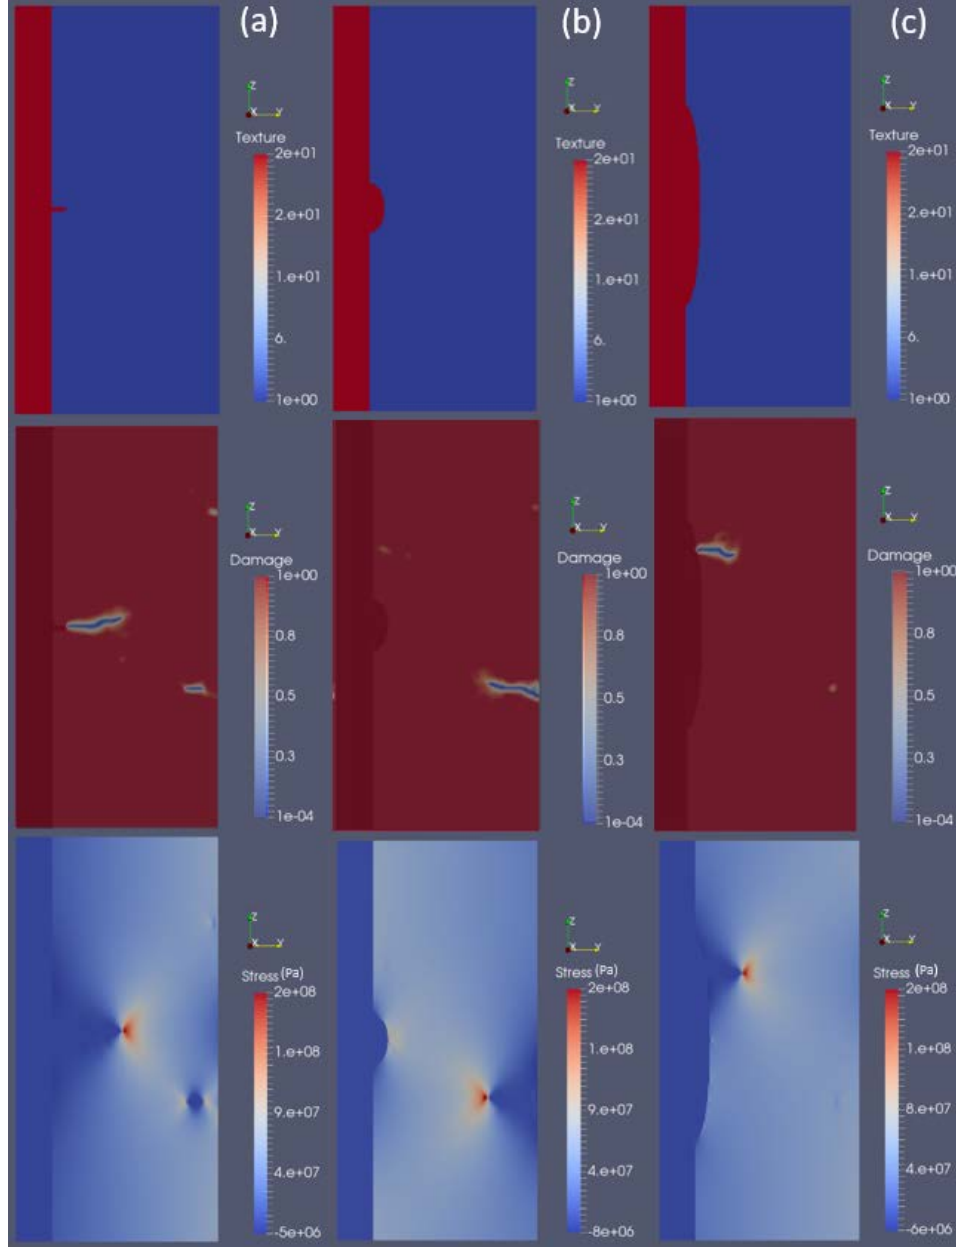 (a)
(b)
(c)
Z
X Y
Texture
2e+01
2.e+01
1.e+01
6.
1e+00
Z
X Y
Texture
2e+01
2.e+01
1.e+01
6.
1e+00
Z
X Y
Texture
2e+01
2.e+01
1.e+01
6.
1e+00
Z
X Y
Damage
1e+00
0.8
0.5
0.3
1e-04
Z
X Y
Damage
1e+00
0.8
0.5
0.3
1e-04
Z
X Y
Damage
1e+00
0.8
0.5
0.3
1e-04
Z
X Y
Stress (Pa)
2e+08
1.e+08
9.e+07
4.e+07
-5e+06
Z
X Y
Stress (Pa)
2e+08
1.e+08
9.e+07
4.e+07
-8e+06
Z
X Y
Stress (Pa)
2e+08
1.e+08
8.e+07
4.e+07
-6e+06